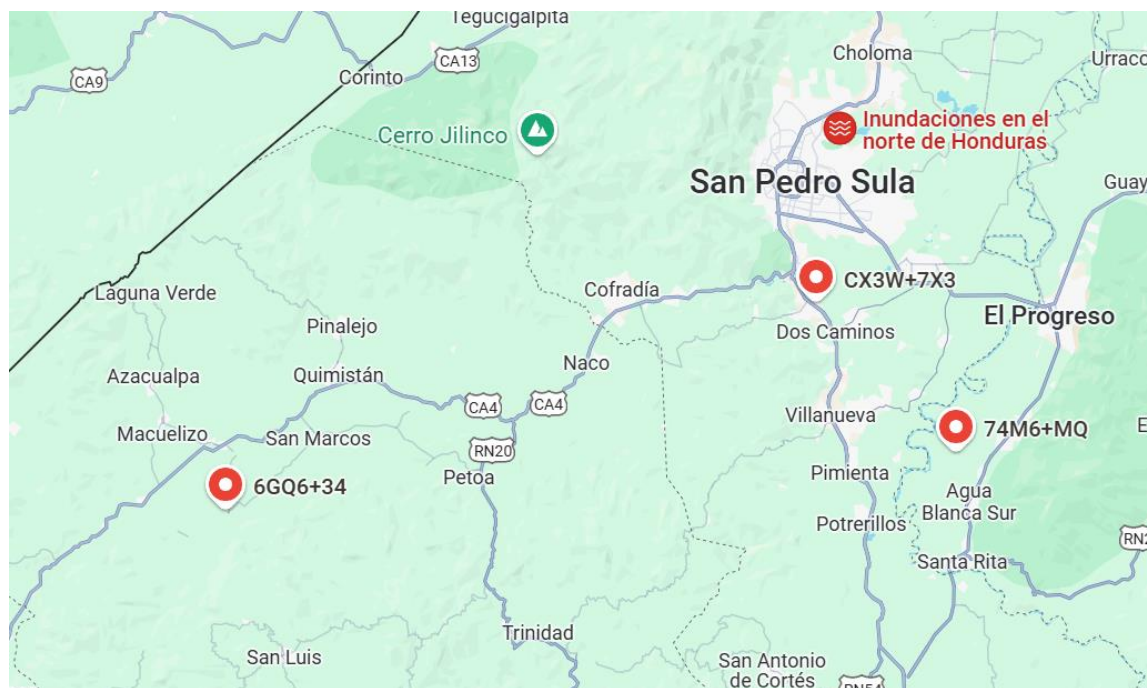 Tegucigalpita
Choloma
CA13
CA9
Corinto
Urraco
Inundaciones en el
norte de Honduras
Cerro Jilinco
San Pedro Sula
Guay
CX3W+7X3
Laguna Verde
Cofradía
El Progreso
Pinalejo
Dos Caminos
Naco
Azacualpa
Quimistán
CA4
CA4
Villanueva
74M6+MQ
E
Macuelizo
San Marcos
RN20
Petoa
Pimienta
6GQ6+34
Agua
Blanca Sur
Potrerillos
RN2
Santa Rita
Trinidad
San Luis
San Antonio
de Cortés
RN54